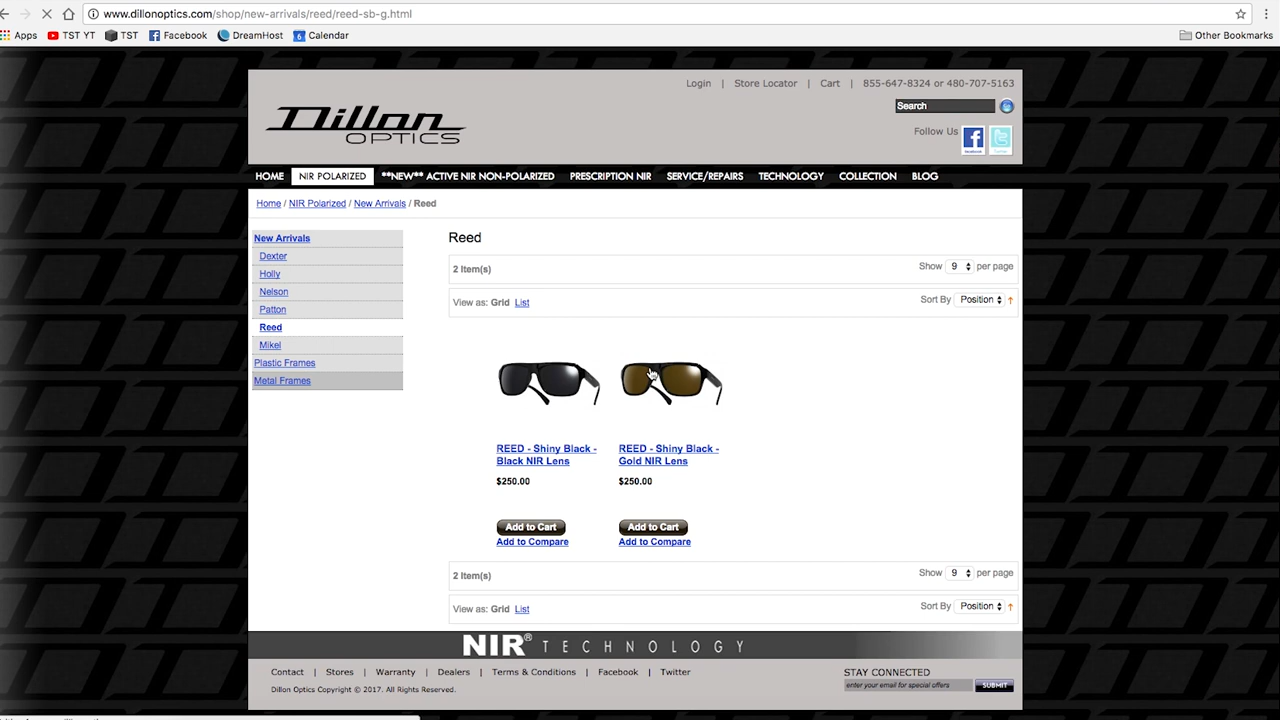 www.dillonoptics.com/shop/new-arrivals/reed/reed-sb-g.html
Apps TST YT TST Facebook DreamHost 6 Calendar Other Bookmarks
Login | Store Locator | Cart | 855-647-8324 or 480-707-5163
Dillon
OPTICS
Search
Follow Us
HOME NIR POLARIZED **NEW** ACTIVE NIR NON-POLARIZED PRESCRIPTION NIR SERVICE/REPAIRS TECHNOLOGY COLLECTION BLOG
Home / NIR Polarized / New Arrivals / Reed
New Arrivals
Dexter
Holly
Nelson
Patton
Reed
Mikel
Plastic Frames
Metal Frames
Reed
2 Item(s)
Show 9 per page
View as: Grid List
Sort By Position
REED - Shiny Black -
Black NIR Lens
$250.00
Add to Cart
Add to Compare
REED - Shiny Black -
Gold NIR Lens
$250.00
Add to Cart
Add to Compare
2 Item(s)
Show 9 per page
View as: Grid List
Sort By Position
NIR® TECHNOLOGY
Contact | Stores | Warranty | Dealers | Terms & Conditions | Facebook | Twitter
Dillon Optics Copyright © 2017. All Rights Reserved.
STAY CONNECTED
enter your email for special offers SUBMIT